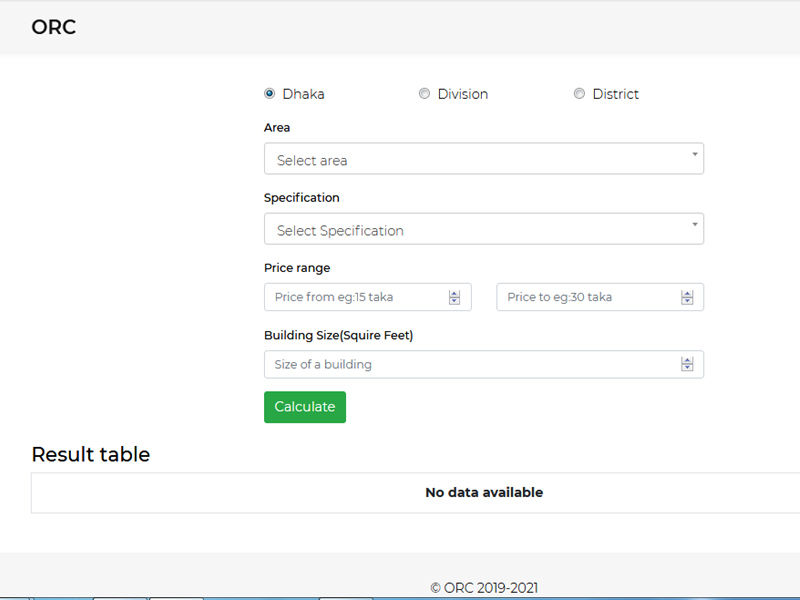 ORC
Dhaka Division District
Area
Select area
Specification
Select Specification
Price range
Price from eg:15 taka Price to eg:30 taka
Building Size(Squire Feet)
Size of a building
Calculate
Result table
No data available
© ORC 2019-2021